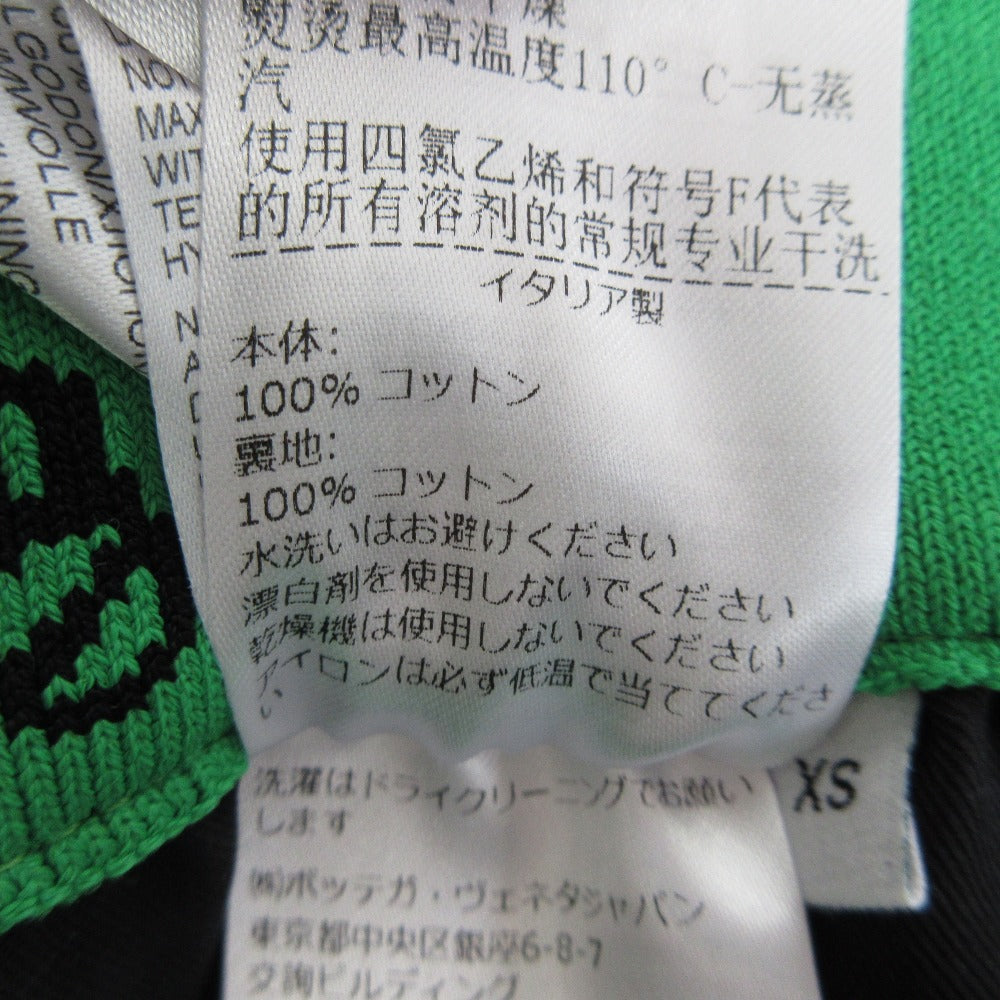 熨烫最高温度110° C-无蒸
汽
使用四氯乙烯和符号F代表
的所有溶剂的常规专业干洗
イタリア製
本体:
100% コットン
裏地:
100% コットン
水洗いはお避けください
漂白剤を使用しないでください
乾燥機は使用しないでください
アイロンは必ず低温で当ててくださ
い
洗濯はドライクリーニングでお願い
します
㈱ボッテガ・ヴェネタジャパン
東京都中央区銀座6-8-7
交詢ビルディング
XS
MAX
WIT
TE
HY